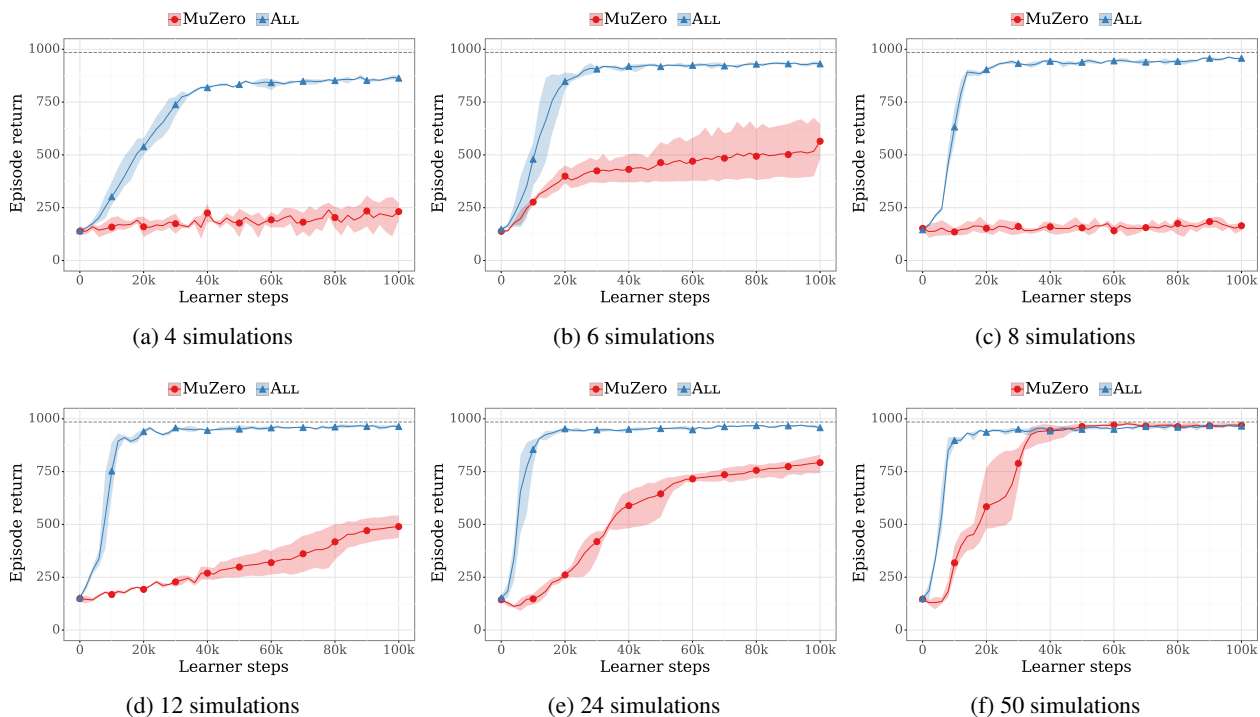 MuZero ALL
1000
750
500
250
0
Episode return
0 20k 40k 60k 80k 100k
Learner steps
(a) 4 simulations
MuZero ALL
1000
750
500
250
0
Episode return
0 20k 40k 60k 80k 100k
Learner steps
(b) 6 simulations
MuZero ALL
1000
750
500
250
0
Episode return
0 20k 40k 60k 80k 100k
Learner steps
(c) 8 simulations
MuZero ALL
1000
750
500
250
0
Episode return
0 20k 40k 60k 80k 100k
Learner steps
(d) 12 simulations
MuZero ALL
1000
750
500
250
0
Episode return
0 20k 40k 60k 80k 100k
Learner steps
(e) 24 simulations
MuZero ALL
1000
750
500
250
0
Episode return
0 20k 40k 60k 80k 100k
Learner steps
(f) 50 simulations